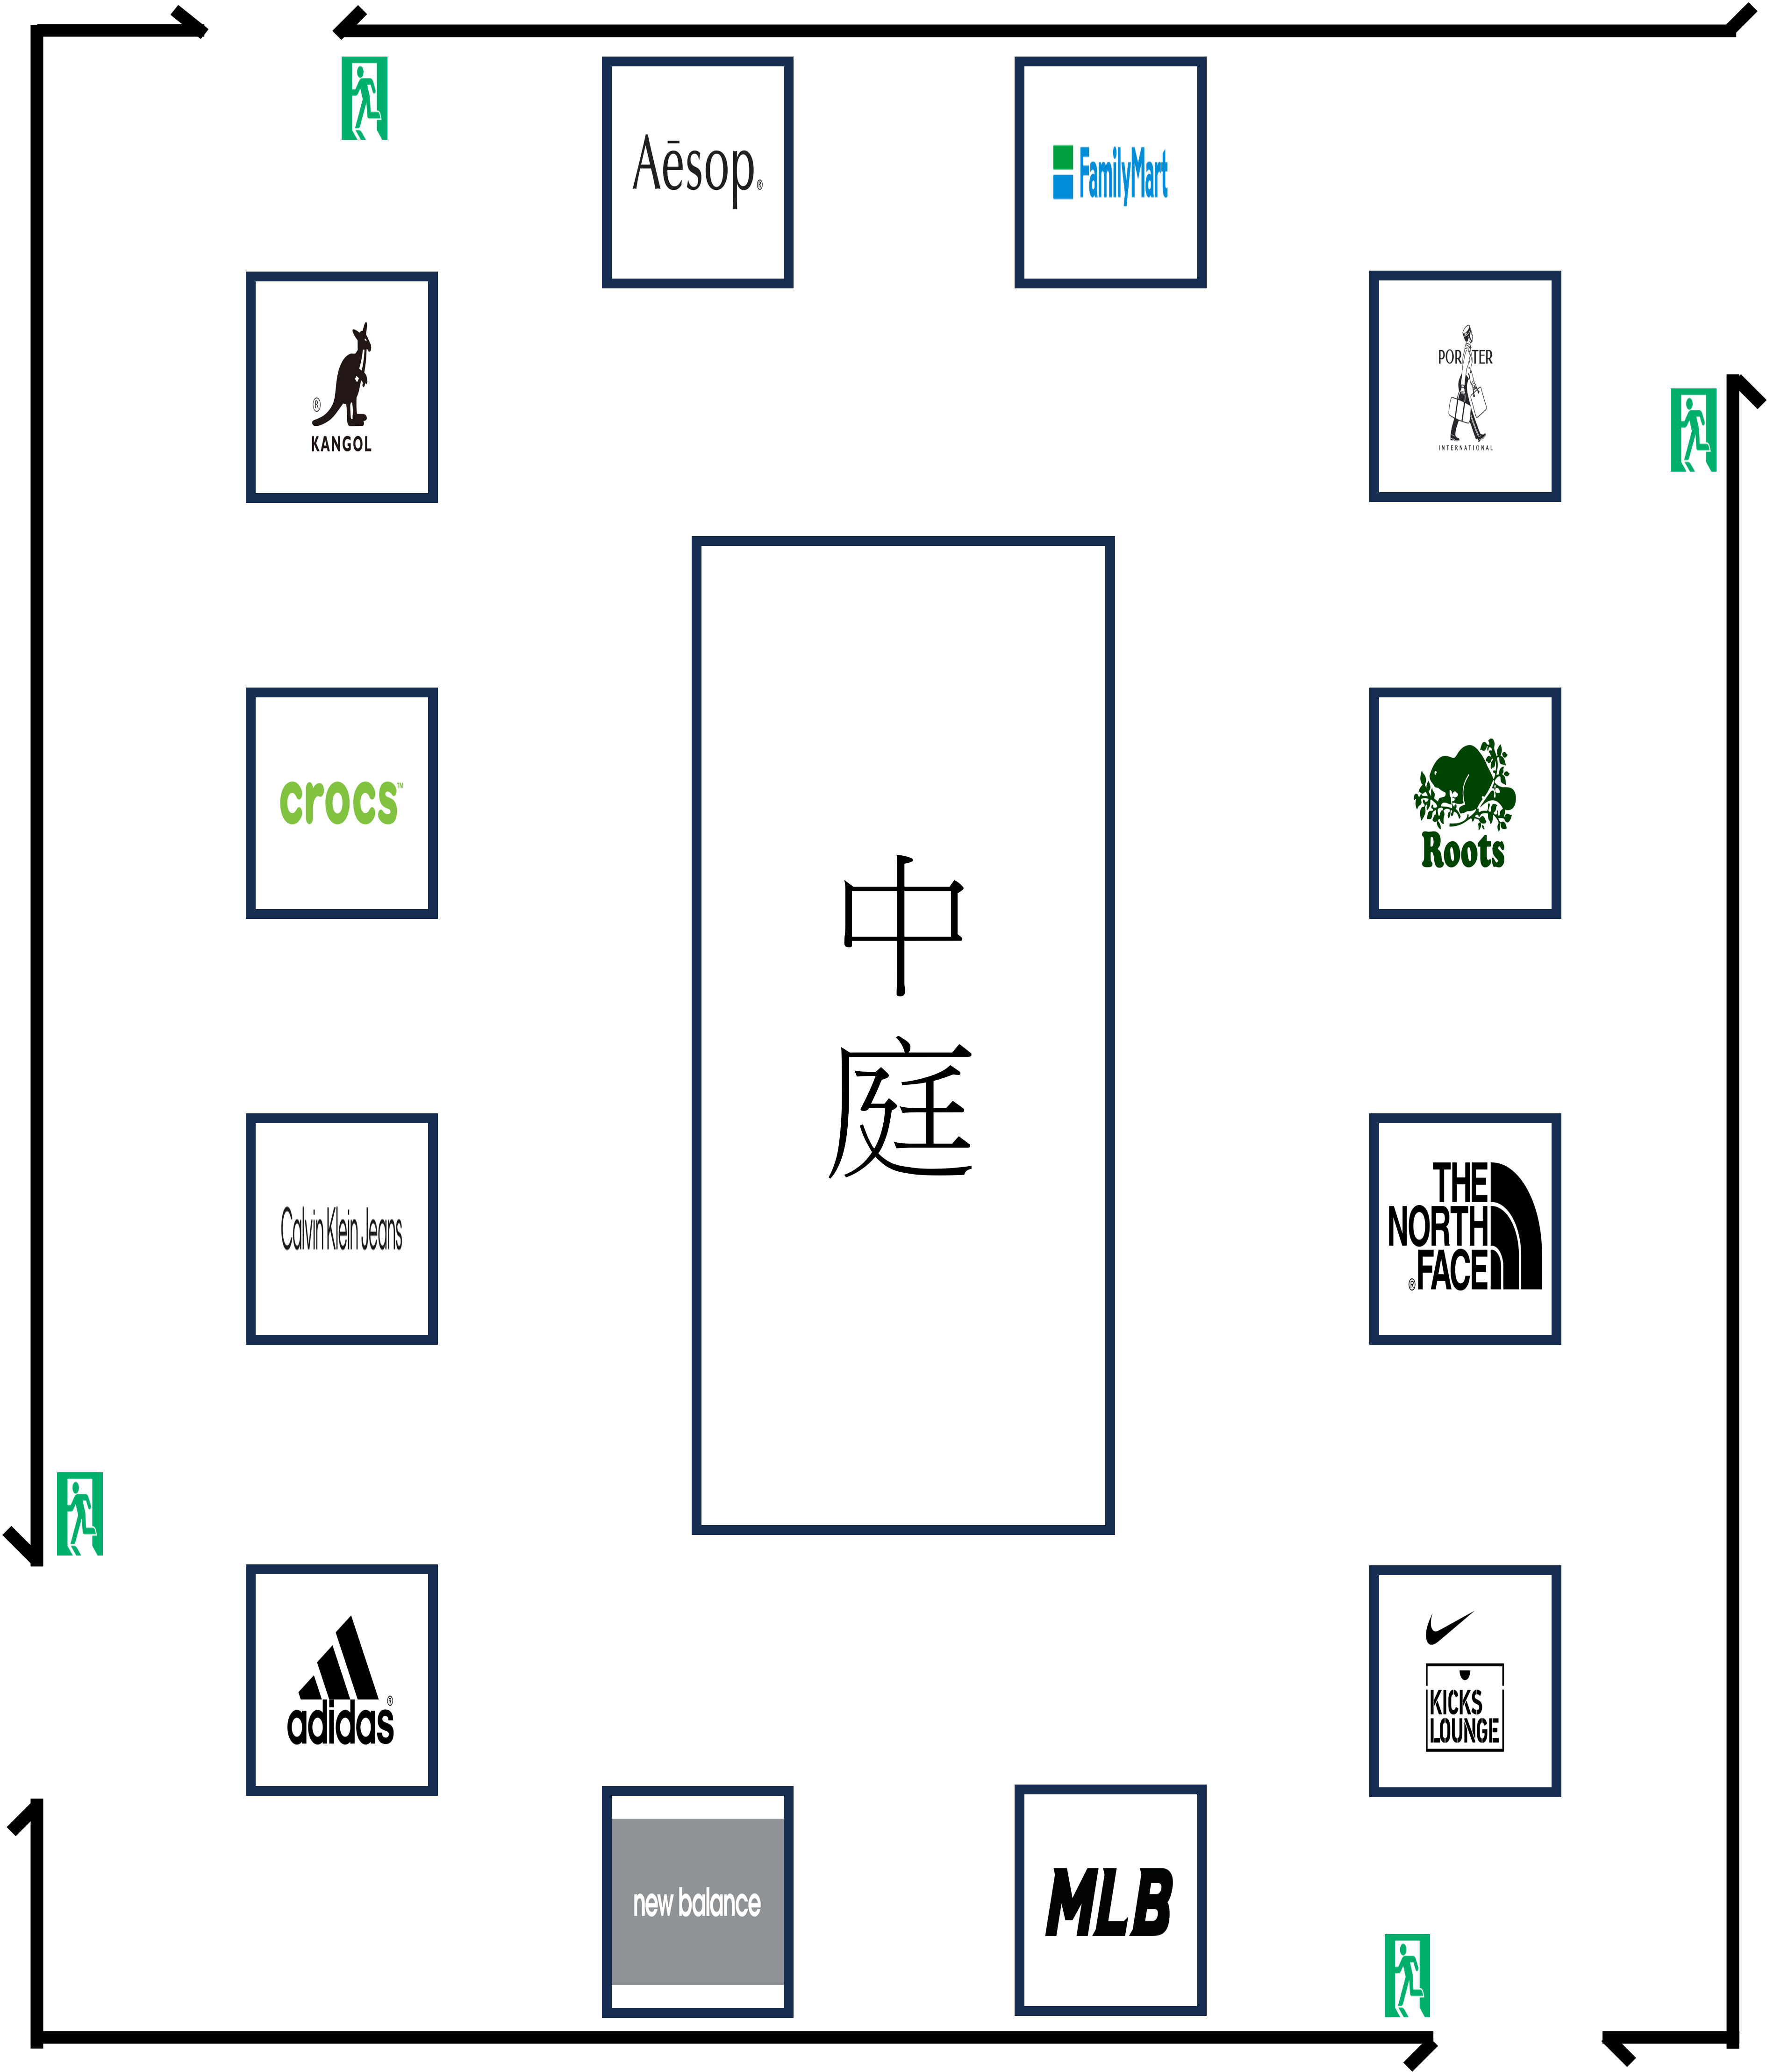 Aēsop®
FamilyMart
®
KANGOL
PORTER
INTERNATIONAL
crocs™
Roots
中
庭
Calvin Klein Jeans
THE
NORTH
FACE®
adidas®
KICKS
LOUNGE
new balance
MLB